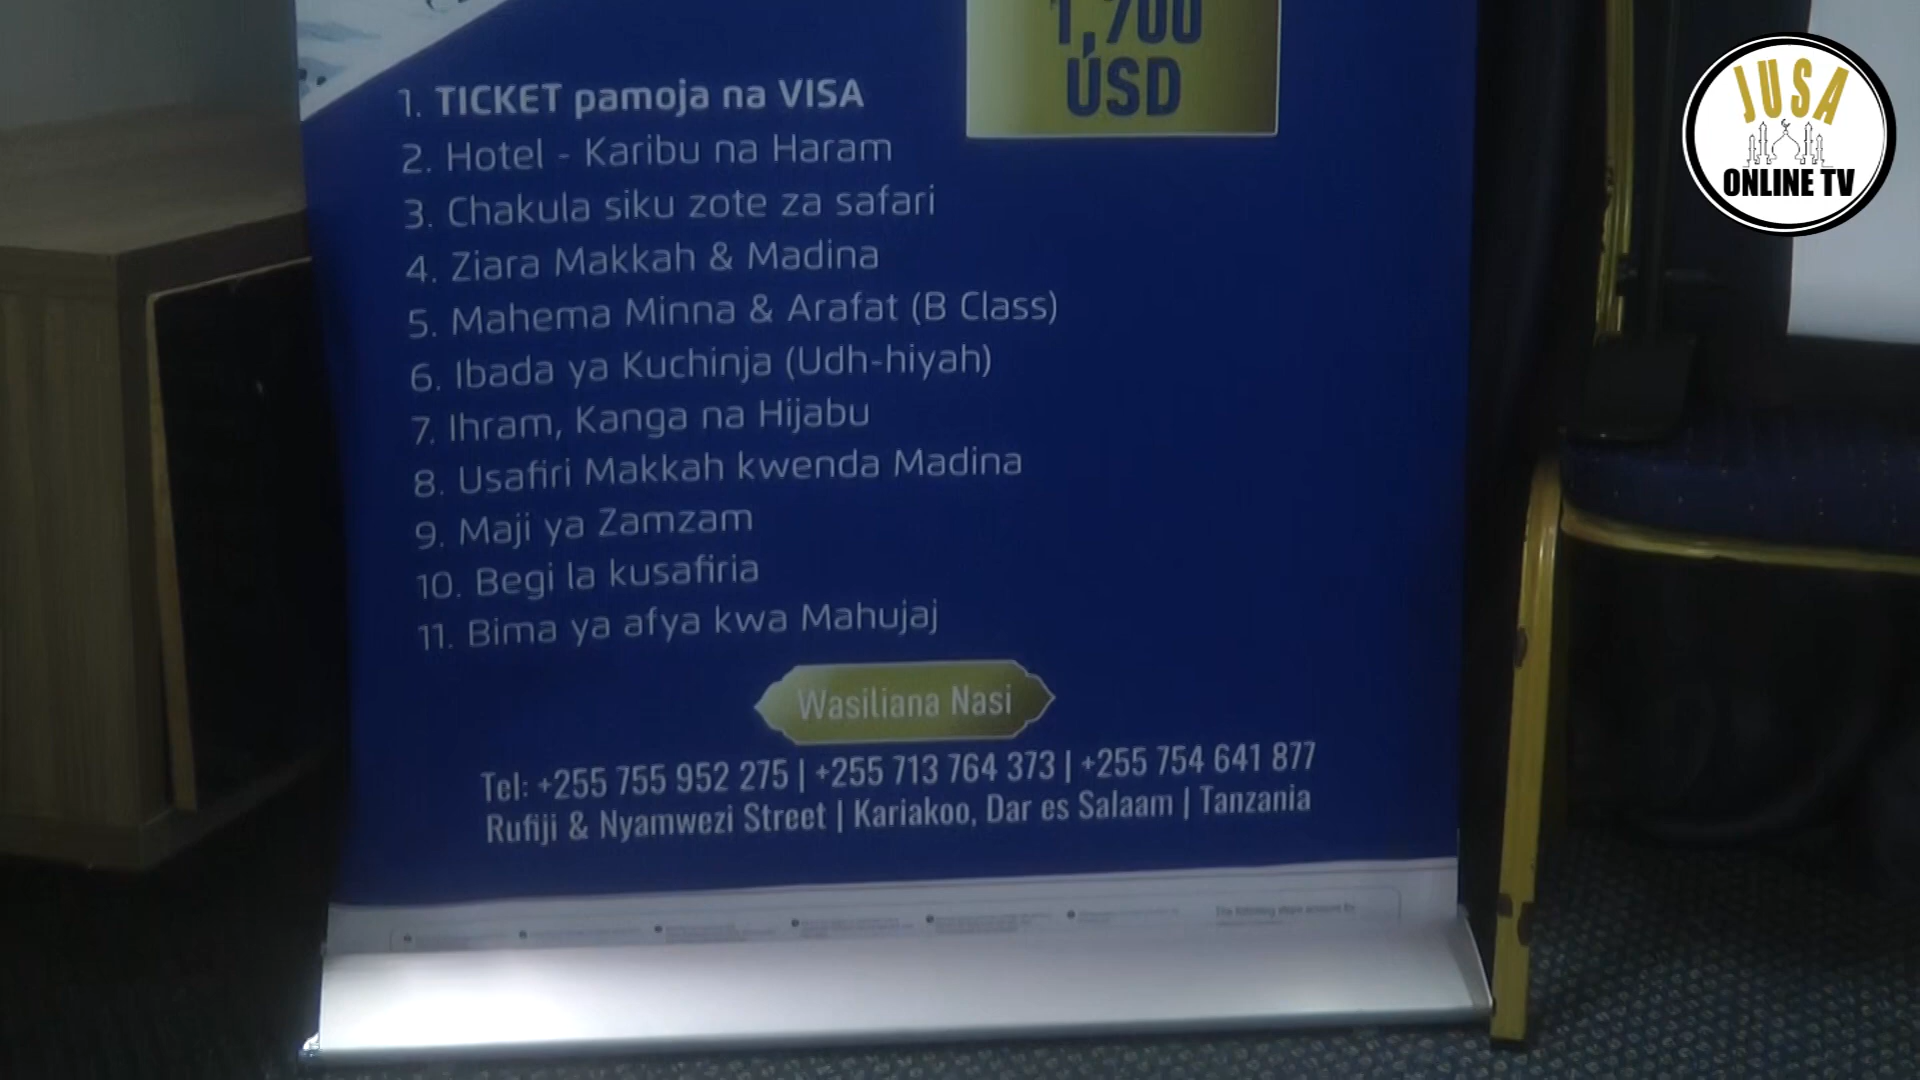 1,700
USD
1. TICKET pamoja na VISA
2. Hotel - Karibu na Haram
3. Chakula siku zote za safari
4. Ziara Makkah & Madina
5. Mahema Minna & Arafat (B Class)
6. Ibada ya Kuchinja (Udh-hiyah)
7. Ihram, Kanga na Hijabu
8. Usafiri Makkah kwenda Madina
9. Maji ya Zamzam
10. Begi la kusafiria
11. Bima ya afya kwa Mahujaj
Wasiliana Nasi
Tel: +255 755 952 275 | +255 713 764 373 | +255 754 641 877
Rufiji & Nyamwezi Street | Kariakoo, Dar es Salaam | Tanzania
JUSA
ONLINE TV